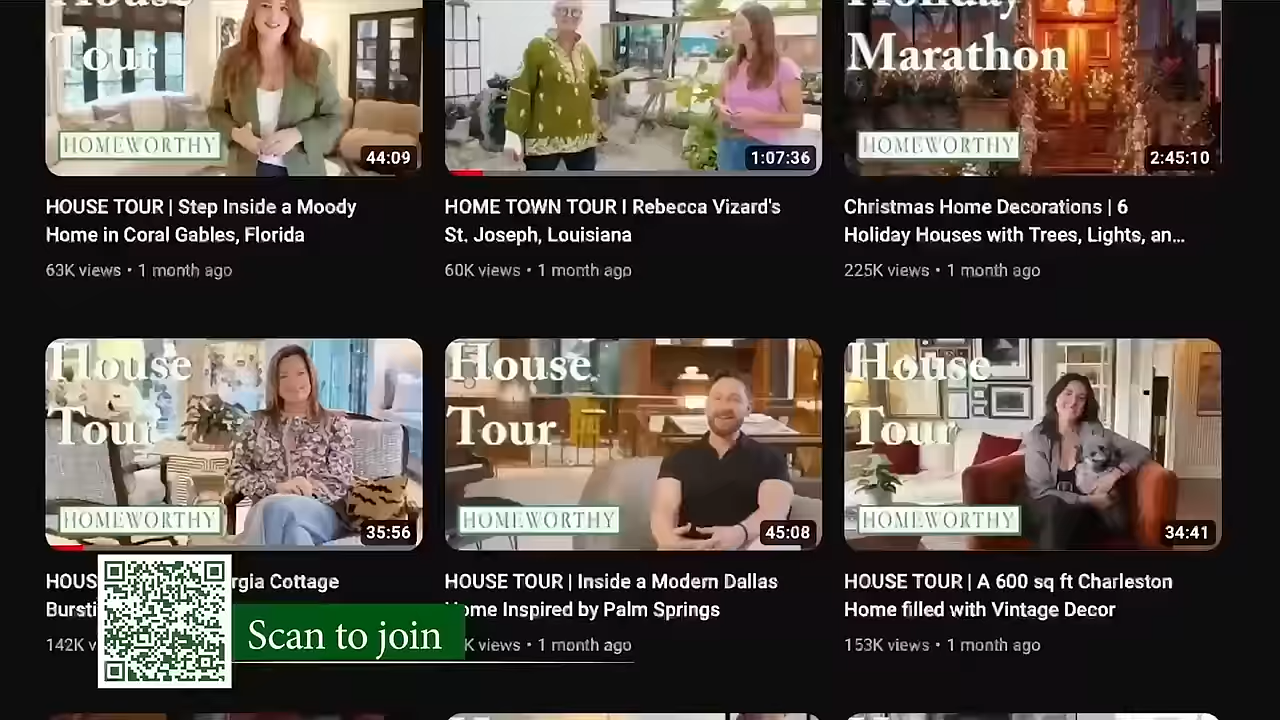 House
Tour
HOMEWORTHY
44:09
1:07:36
Holiday
Marathon
HOMEWORTHY
2:45:10
HOUSE TOUR | Step Inside a Moody
Home in Coral Gables, Florida
63K views • 1 month ago
HOME TOWN TOUR | Rebecca Vizard's
St. Joseph, Louisiana
60K views • 1 month ago
Christmas Home Decorations | 6
Holiday Houses with Trees, Lights, an...
225K views • 1 month ago
House
Tour
HOMEWORTHY
35:56
House
Tour
HOMEWORTHY
45:08
House
Tour
HOMEWORTHY
34:41
HOUSE TOUR | Inside a Modern Dallas
Home Inspired by Palm Springs
views • 1 month ago
HOUSE TOUR | A 600 sq ft Charleston
Home filled with Vintage Decor
153K views • 1 month ago
Cottage
142K
Scan to join